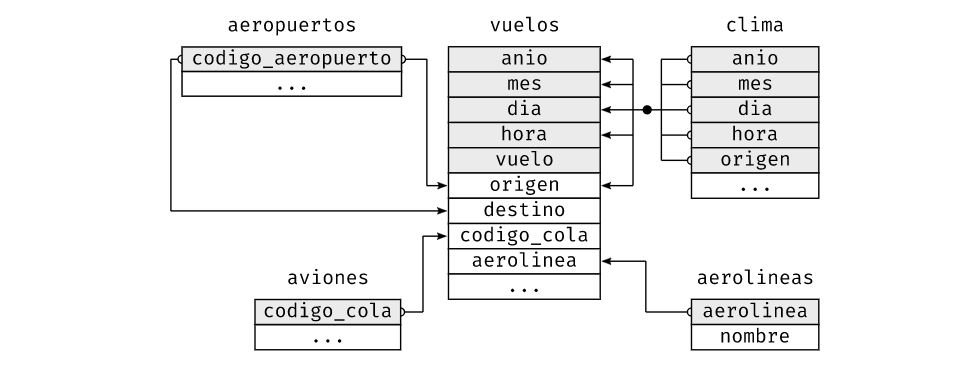 aeropuertos
codigo_aeropuerto
...
vuelos
anio
mes
dia
hora
vuelo
origen
destino
codigo_cola
aerolinea
...
clima
anio
mes
dia
hora
origen
...
aviones
codigo_cola
...
aerolineas
aerolinea
nombre